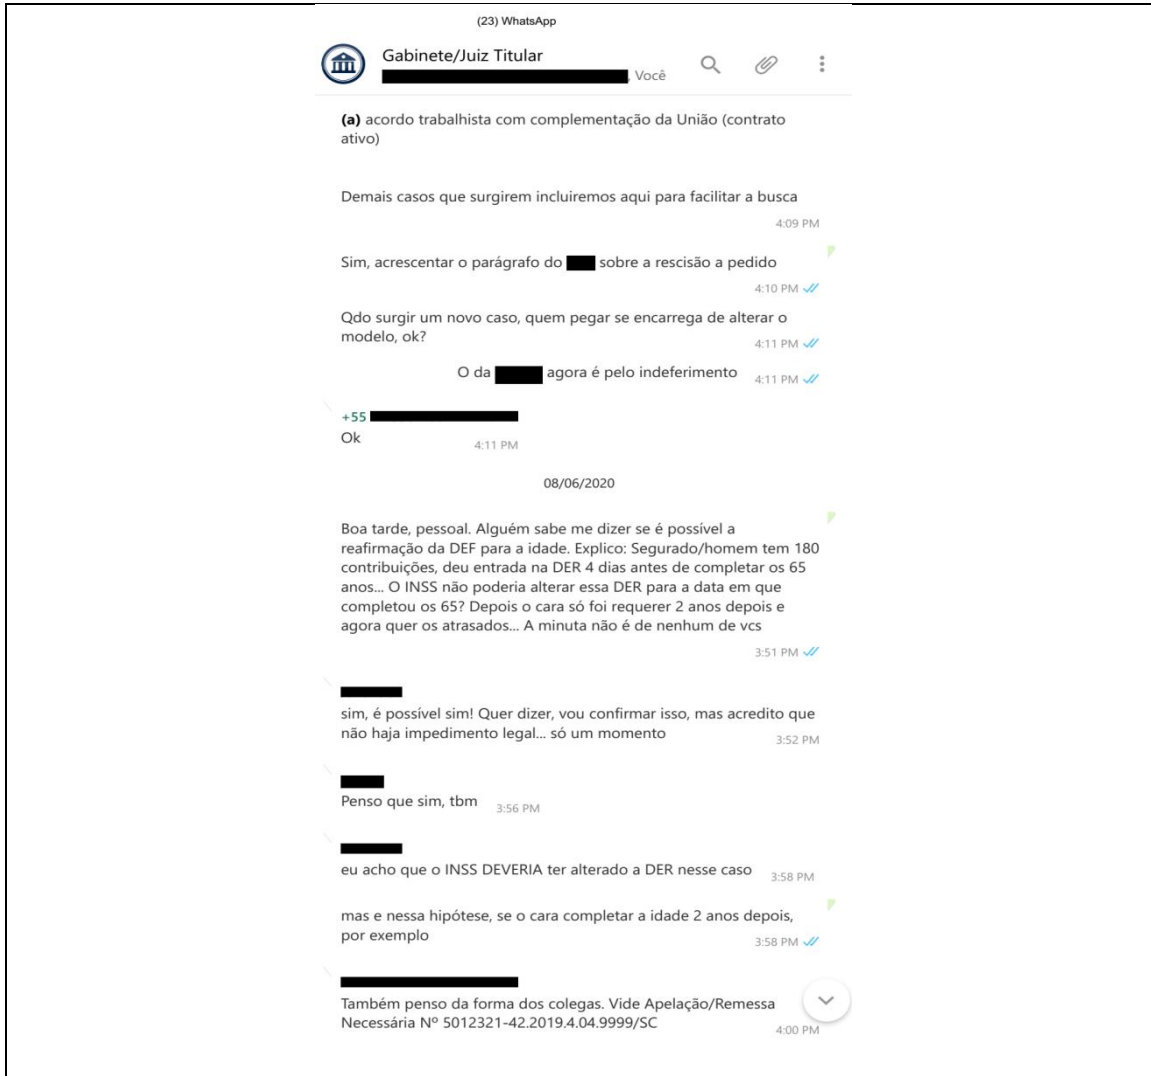 (23) WhatsApp
Gabinete/Juiz Titular
, Você
(a) acordo trabalhista com complementação da União (contrato
ativo)
Demais casos que surgirem incluiremos aqui para facilitar a busca
4:09 PM
Sim, acrescentar o parágrafo do sobre a rescisão a pedido
4:10 PM
Qdo surgir um novo caso, quem pegar se encarrega de alterar o
modelo, ok?
4:11 PM
O da agora é pelo indeferimento 4:11 PM
+55
Ok
4:11 PM
08/06/2020
Boa tarde, pessoal. Alguém sabe me dizer se é possível a
reafirmação da DEF para a idade. Explico: Segurado/homem tem 180
contribuições, deu entrada na DER 4 dias antes de completar os 65
anos... O INSS não poderia alterar essa DER para a data em que
completou os 65? Depois o cara só foi requerer 2 anos depois e
agora quer os atrasados... A minuta não é de nenhum de vcs
3:51 PM
sim, é possível sim! Quer dizer, vou confirmar isso, mas acredito que
não haja impedimento legal... só um momento
3:52 PM
Penso que sim, tbm 3:56 PM
eu acho que o INSS DEVERIA ter alterado a DER nesse caso 3:58 PM
mas e nessa hipótese, se o cara completar a idade 2 anos depois,
por exemplo
3:58 PM
Também penso da forma dos colegas. Vide Apelação/Remessa
Necessária Nº 5012321-42.2019.4.04.9999/SC
4:00 PM